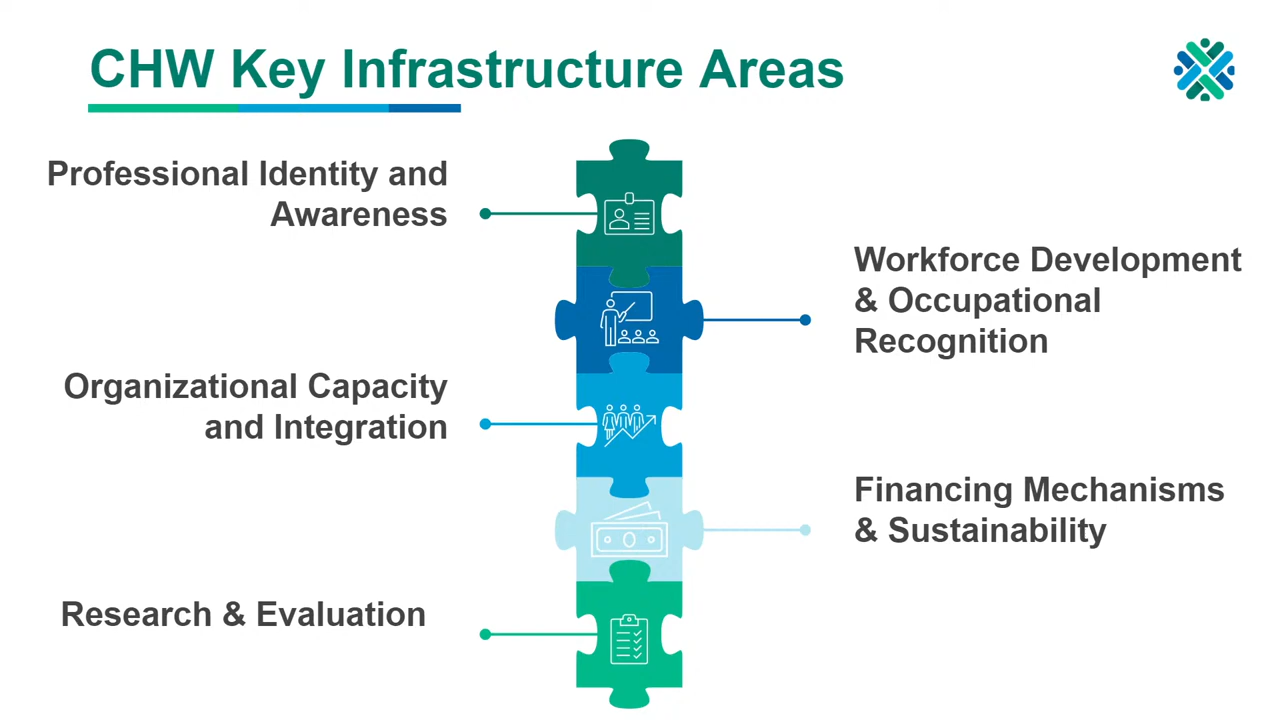 CHW Key Infrastructure Areas
Professional Identity and
Awareness
Workforce Development
& Occupational
Recognition
Organizational Capacity
and Integration
Financing Mechanisms
& Sustainability
Research & Evaluation